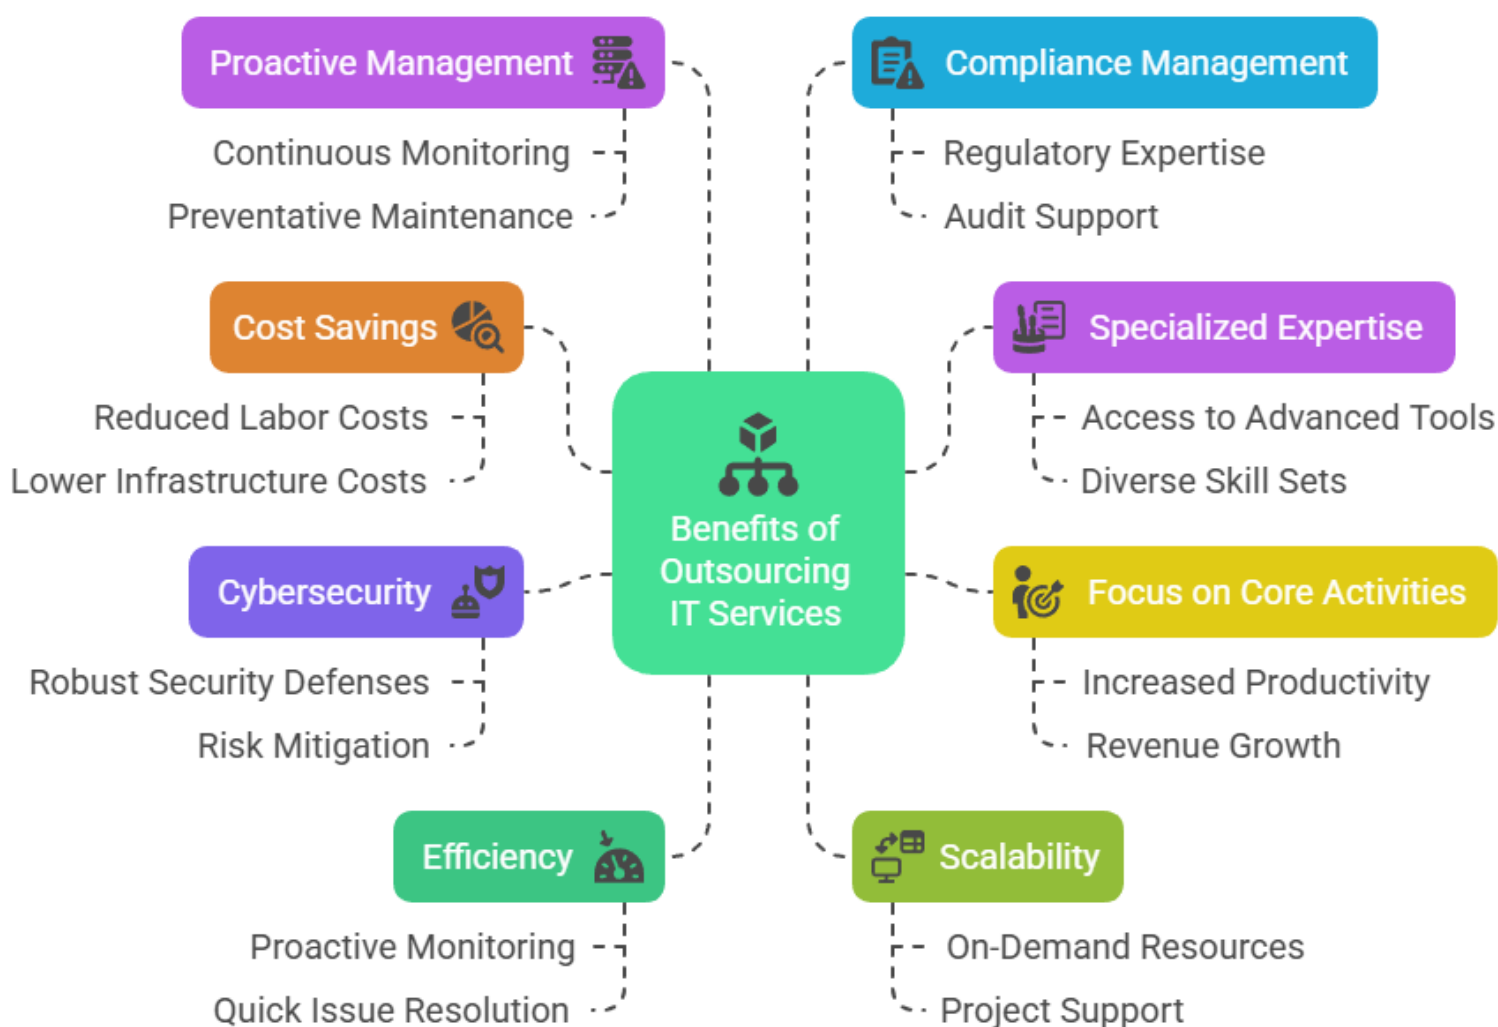 Proactive Management
Continuous Monitoring
Preventative Maintenance
Cost Savings
Reduced Labor Costs
Lower Infrastructure Costs
Cybersecurity
Robust Security Defenses
Risk Mitigation
Efficiency
Proactive Monitoring
Quick Issue Resolution
Benefits of
Outsourcing
IT Services
Compliance Management
Regulatory Expertise
Audit Support
Specialized Expertise
Access to Advanced Tools
Diverse Skill Sets
Focus on Core Activities
Increased Productivity
Revenue Growth
Scalability
On-Demand Resources
Project Support